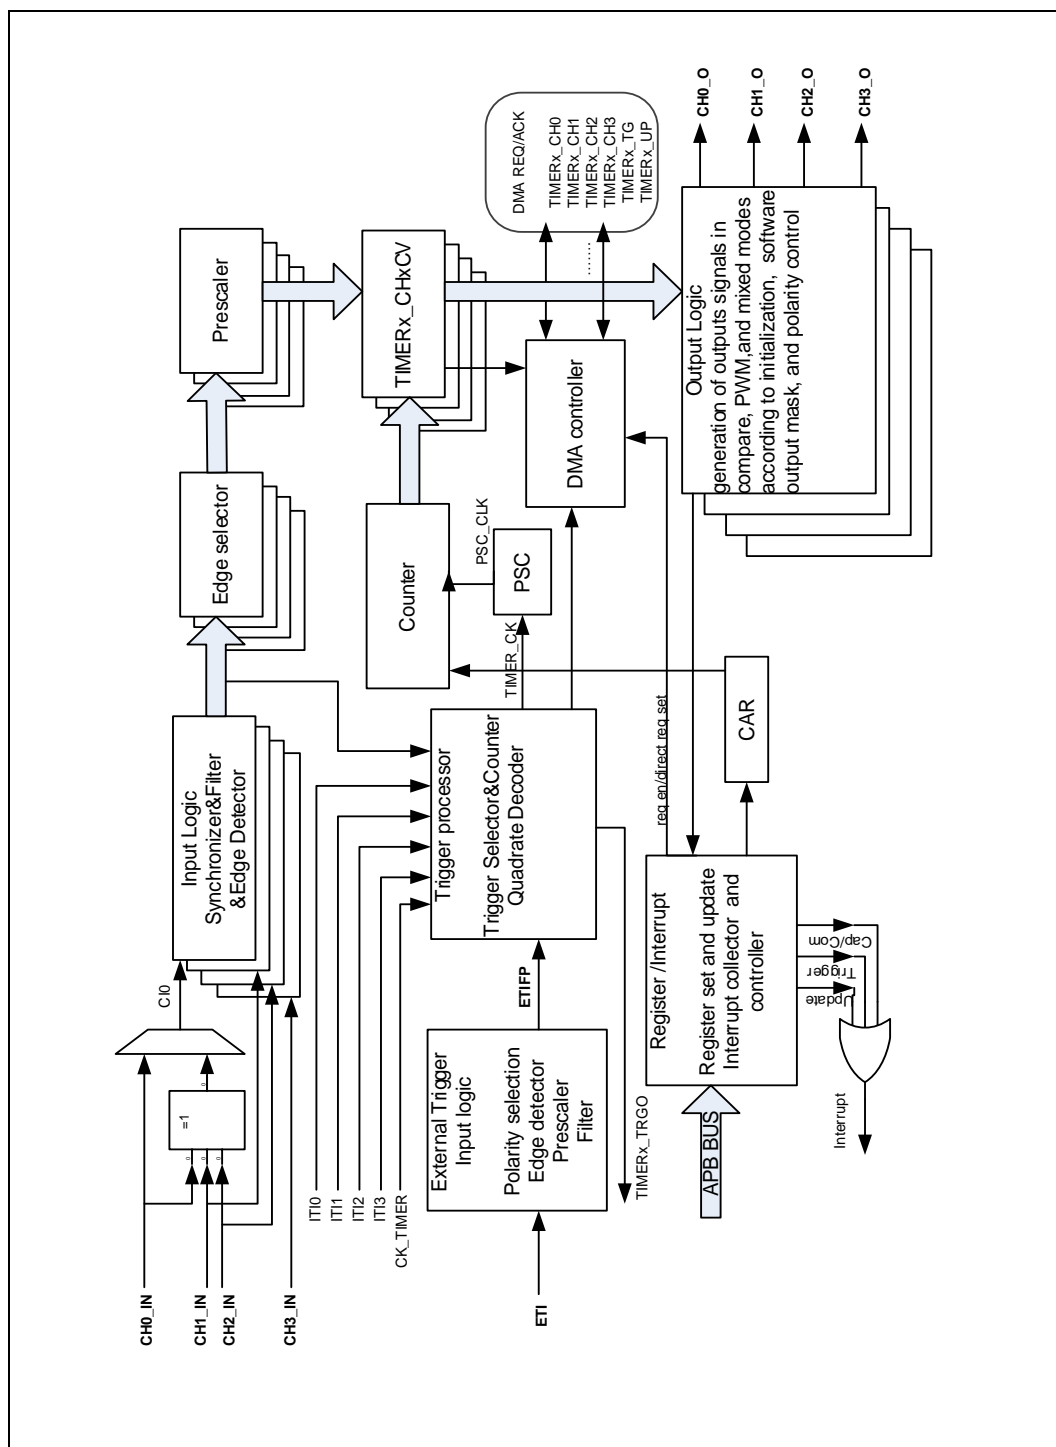 CH0_IN
CH1_IN
CH2_IN
CH3_IN
=1
0
0
0
0
CI0
Input Logic
Synchronizer&Filter
&Edge Detector
Edge selector
Prescaler
ITI0
ITI1
ITI2
ITI3
CK_TIMER
Trigger processor
Trigger Selector&Counter
Quadrate Decoder
Counter
TIMERx_CHxCV
TIMER_CK
PSC
PSC_CLK
DMA controller
DMA REQ/ACK
TIMERx_CH0
TIMERx_CH1
TIMERx_CH2
TIMERx_CH3
TIMERx_TG
TIMERx_UP
........
ETI
External Trigger
Input logic
Polarity selection
Edge detector
Prescaler
Filter
ETIFP
TIMERx_TRGO
APB BUS
Register /Interrupt
Register set and update
Interrupt collector and
controller
req en/direct req set
CAR
Interrupt
Update
Trigger
Cap/Com
Output Logic
generation of outputs signals in
compare, PWM,and mixed modes
according to initialization, software
output mask, and polarity control
CH0_O
CH1_O
CH2_O
CH3_O